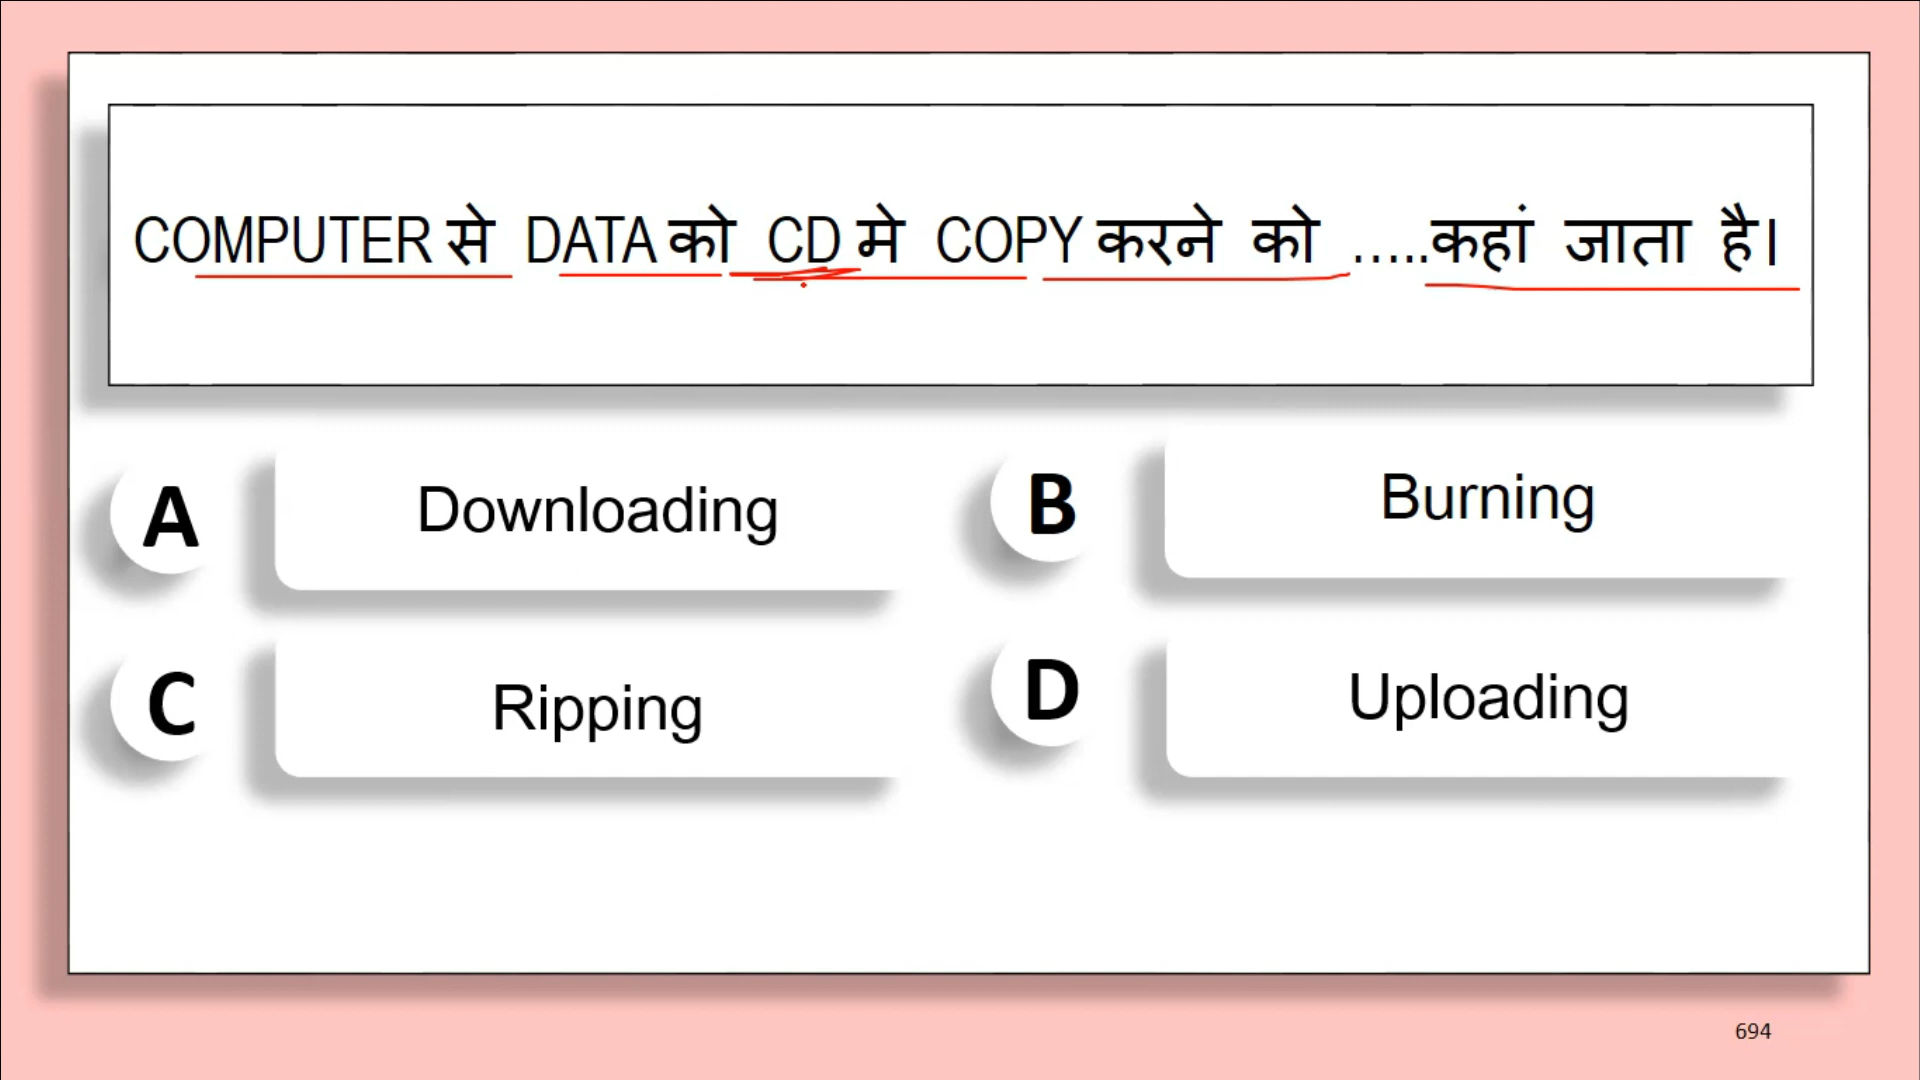 COMPUTER से DATA को CD मे COPY करने को .....कहां जाता है।
A Downloading
B Burning
C Ripping
D Uploading
694